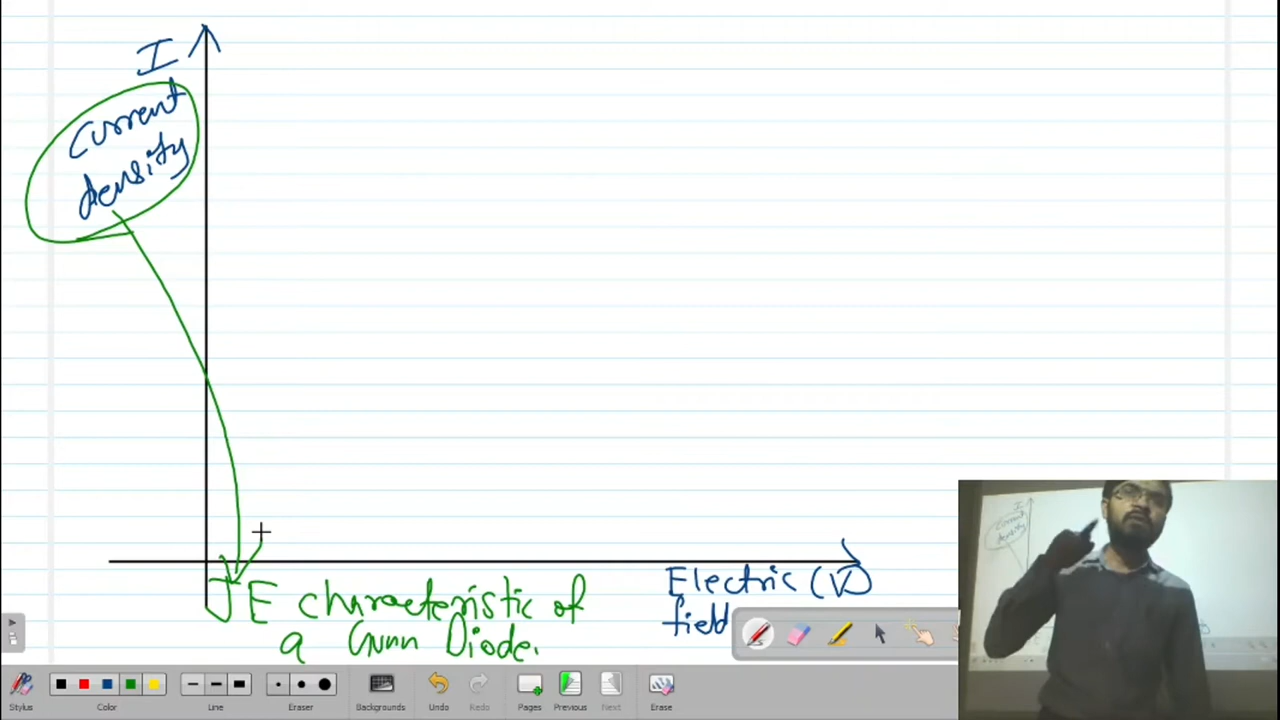 I
Current
density
JE characteristic of
a Gunn Diode.
Electric (V)
field
Stylus
Color
Line
Eraser
Backgrounds
Undo
Redo
Pages
Previous
Next
Erase